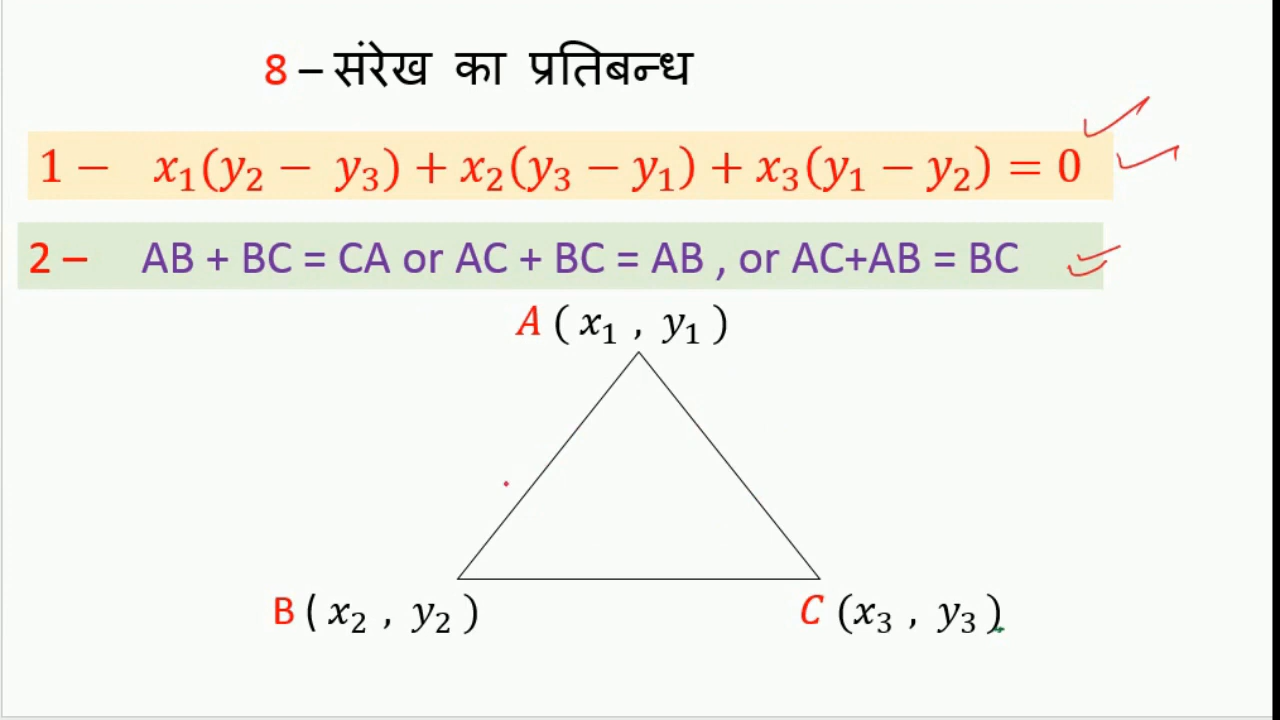 8 – संरेख का प्रतिबन्ध
1 – x₁(y₂ − y₃) + x₂(y₃ − y₁) + x₃(y₁ − y₂) = 0
2 – AB + BC = CA or AC + BC = AB , or AC+AB = BC
A ( x₁ , y₁ )
B ( x₂ , y₂ ) C (x₃ , y₃ )